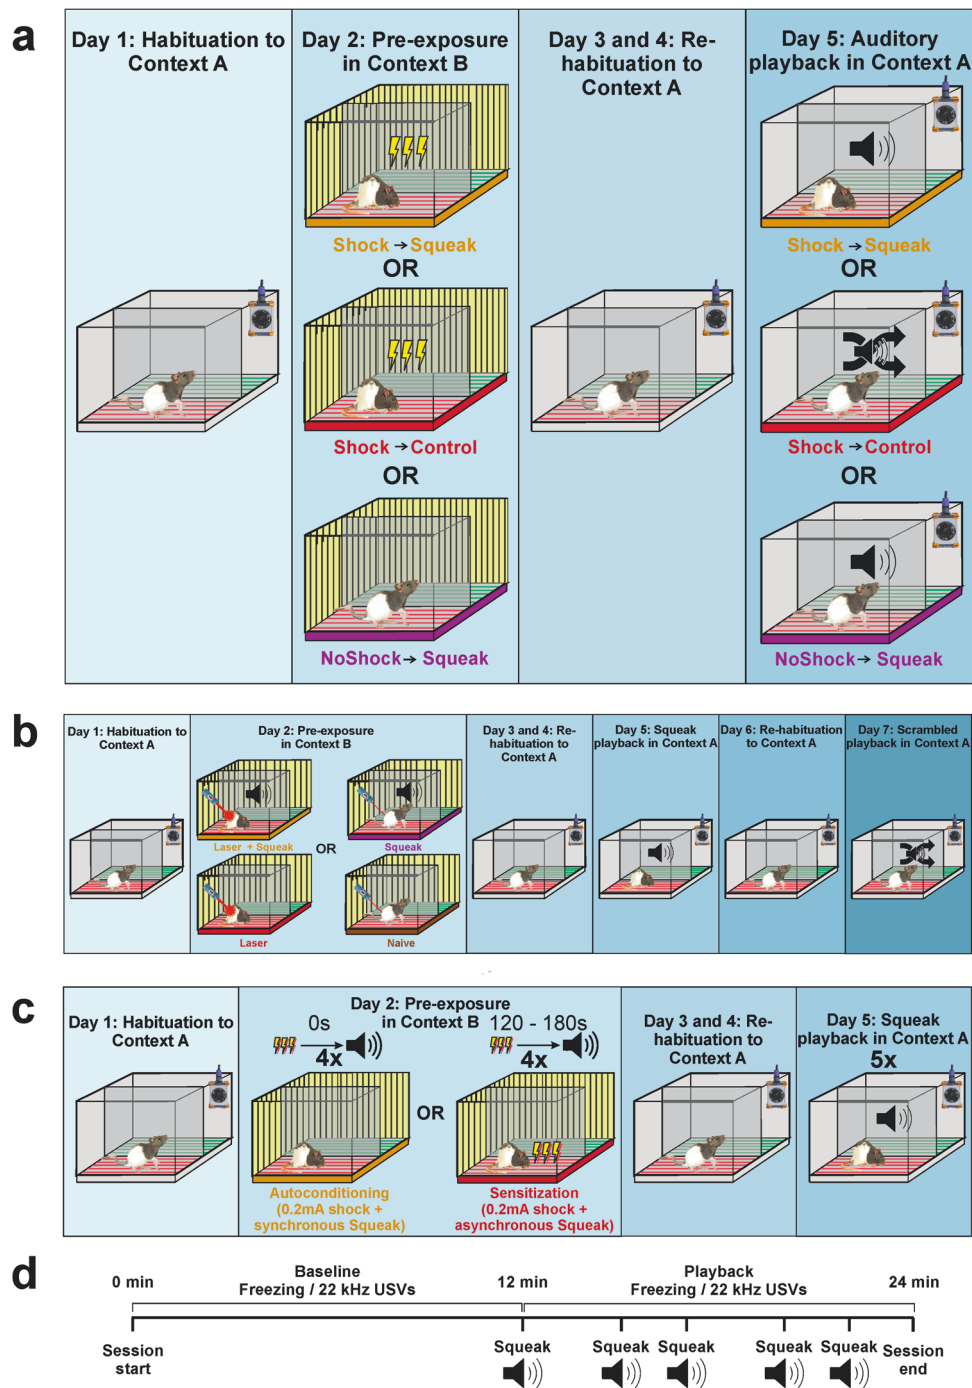 a
Day 1: Habituation to
Context A
Day 2: Pre-exposure
in Context B
Shock → Squeak
OR
Shock → Control
OR
NoShock → Squeak
Day 3 and 4: Re-
habituation to
Context A
Day 5: Auditory
playback in Context A
Shock → Squeak
OR
Shock → Control
OR
NoShock → Squeak
b
Day 1: Habituation to
Context A
Day 2: Pre-exposure
in Context B
Laser + Squeak
OR
Squeak
Laser
Naive
Day 3 and 4: Re-
habituation to
Context A
Day 5: Squeak
playback in Context A
Day 6: Re-habituation
to Context A
Day 7: Scrambled
playback in Context A
c
Day 1: Habituation to
Context A
Day 2: Pre-exposure
in Context B
0s
4x
120 - 180s
4x
OR
Autoconditioning
(0.2mA shock +
synchronous Squeak)
Sensitization
(0.2mA shock +
asynchronous Squeak)
Day 3 and 4: Re-
habituation to
Context A
Day 5: Squeak
playback in Context A
5x
d
0 min
Baseline
Freezing / 22 kHz USVs
12 min
Playback
Freezing / 22 kHz USVs
24 min
Session
start
Squeak
Squeak
Squeak
Squeak
Squeak
Session
end